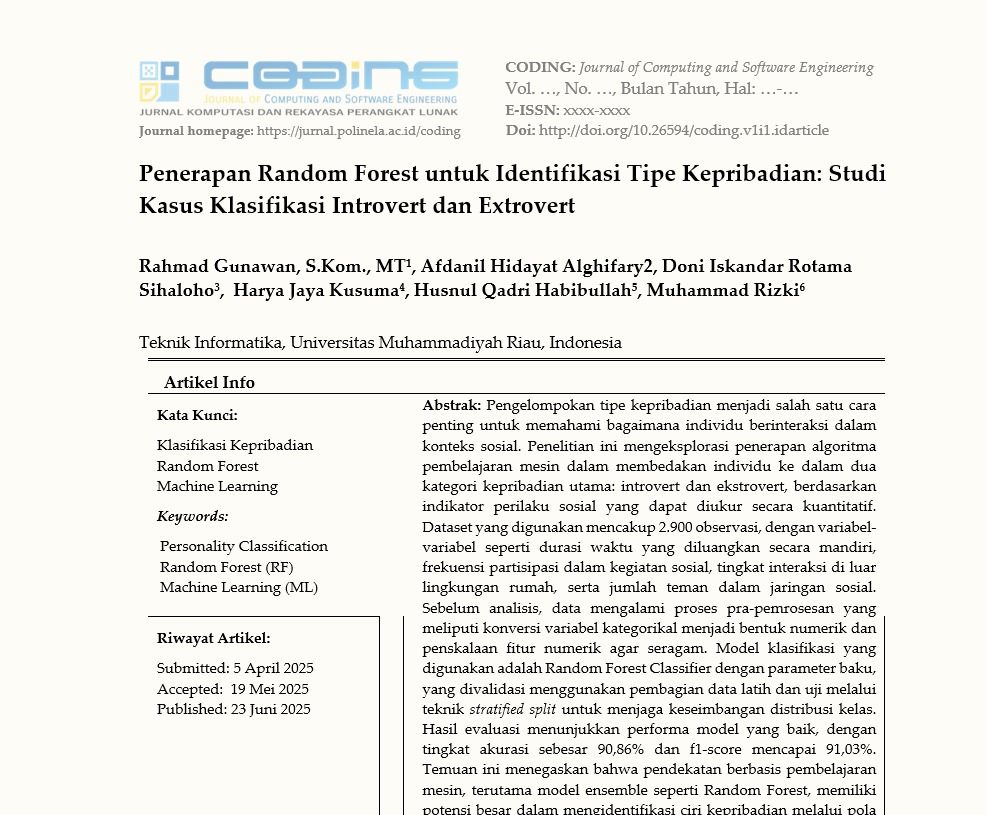 CODING
JOURNAL OF COMPUTING AND SOFTWARE ENGINEERING
JURNAL KOMPUTASI DAN REKAYASA PERANGKAT LUNAK
Journal homepage: https://jurnal.polinela.ac.id/coding
CODING: Journal of Computing and Software Engineering
Vol. …, No. …, Bulan Tahun, Hal: …-…
E-ISSN: xxxx-xxxx
Doi: http://doi.org/10.26594/coding.v1i1.idarticle
Penerapan Random Forest untuk Identifikasi Tipe Kepribadian: Studi
Kasus Klasifikasi Introvert dan Extrovert
Rahmad Gunawan, S.Kom., MT¹, Afdanil Hidayat Alghifary2, Doni Iskandar Rotama
Sihaloho³, Harya Jaya Kusuma⁴, Husnul Qadri Habibullah⁵, Muhammad Rizki⁶
Teknik Informatika, Universitas Muhammadiyah Riau, Indonesia
Artikel Info
Kata Kunci:
Klasifikasi Kepribadian
Random Forest
Machine Learning
Keywords:
Personality Classification
Random Forest (RF)
Machine Learning (ML)
Riwayat Artikel:
Submitted: 5 April 2025
Accepted: 19 Mei 2025
Published: 23 Juni 2025
Abstrak: Pengelompokan tipe kepribadian menjadi salah satu cara
penting untuk memahami bagaimana individu berinteraksi dalam
konteks sosial. Penelitian ini mengeksplorasi penerapan algoritma
pembelajaran mesin dalam membedakan individu ke dalam dua
kategori kepribadian utama: introvert dan ekstrovert, berdasarkan
indikator perilaku sosial yang dapat diukur secara kuantitatif.
Dataset yang digunakan mencakup 2.900 observasi, dengan variabel-
variabel seperti durasi waktu yang diluangkan secara mandiri,
frekuensi partisipasi dalam kegiatan sosial, tingkat interaksi di luar
lingkungan rumah, serta jumlah teman dalam jaringan sosial.
Sebelum analisis, data mengalami proses pra-pemrosesan yang
meliputi konversi variabel kategorikal menjadi bentuk numerik dan
penskalaan fitur numerik agar seragam. Model klasifikasi yang
digunakan adalah Random Forest Classifier dengan parameter baku,
yang divalidasi menggunakan pembagian data latih dan uji melalui
teknik stratified split untuk menjaga keseimbangan distribusi kelas.
Hasil evaluasi menunjukkan performa model yang baik, dengan
tingkat akurasi sebesar 90,86% dan f1-score mencapai 91,03%.
Temuan ini menegaskan bahwa pendekatan berbasis pembelajaran
mesin, terutama model ensemble seperti Random Forest, memiliki
potensi besar dalam mengidentifikasi ciri kepribadian melalui pola